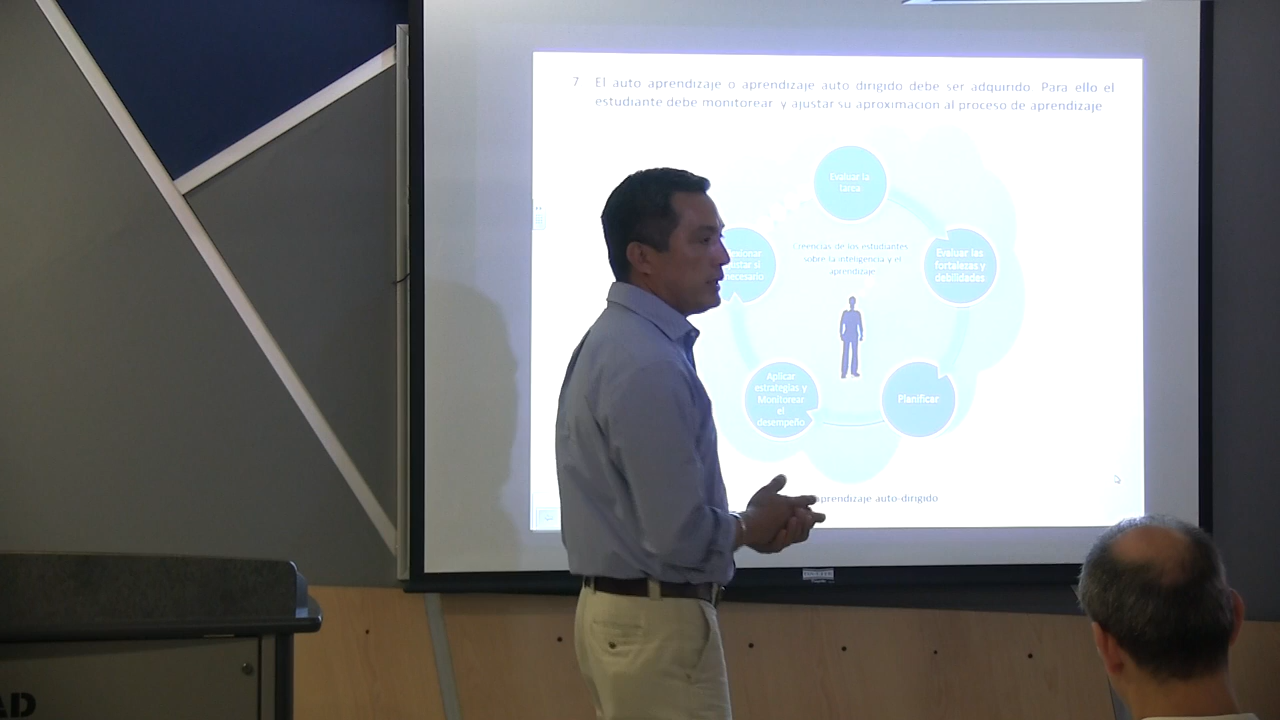 7 El auto aprendizaje o aprendizaje auto dirigido debe ser adquirido Para ello el
estudiante debe monitorear y ajustar su aproximación al proceso de aprendizaje
Evaluar la
tarea
Evaluar las
fortalezas y
debilidades
Planificar
Aplicar
estrategias y
Monitorear
el
desempeño
Creencias de los estudiantes
sobre la inteligencia y el
aprendizaje
aprendizaje auto-dirigido
AD